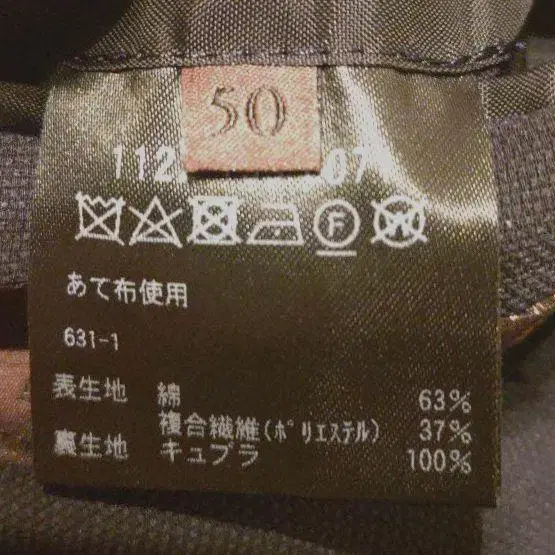 50
112 07
F W
あて布使用
631-1
表生地 綿 63%
複合繊維(ポリエステル) 37%
裏生地 キュプラ 100%